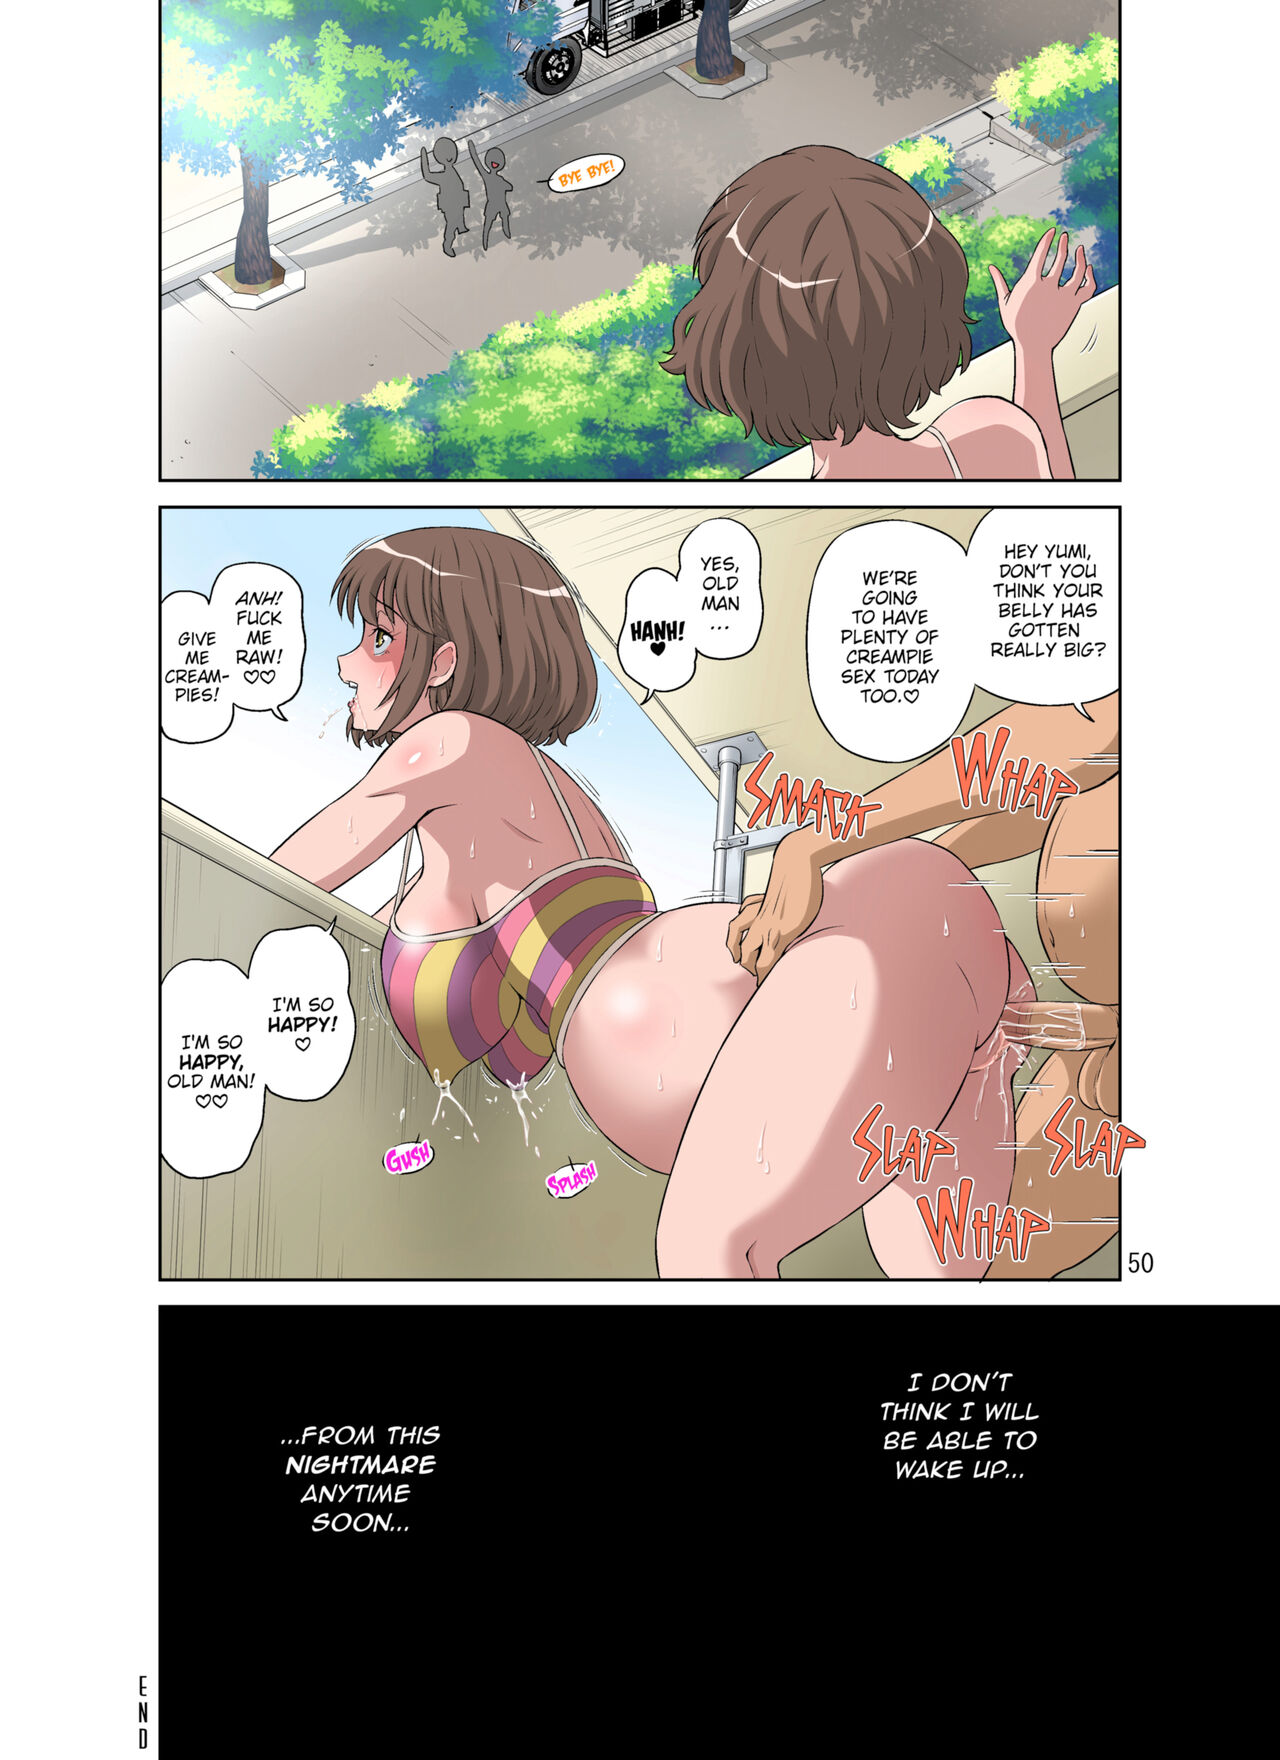 BYE BYE!
HEY YUMI,
DON'T YOU
THINK YOUR
BELLY HAS
GOTTEN
REALLY BIG?
WE'RE
GOING
TO HAVE
PLENTY OF
CREAMPIE
SEX TODAY
TOO.♡
YES,
OLD
MAN
...
HANH!
♥
ANH!
FUCK
ME
RAW!
♡♡
GIVE
ME
CREAM-
PIES!
WHAP
SMACK
I'M SO
HAPPY!
♡
I'M SO
HAPPY,
OLD MAN!
♡♡
GUSH
SPLASH
SLAP
SLAP
WHAP
50
I DON'T
THINK I WILL
BE ABLE TO
WAKE UP...
...FROM THIS
NIGHTMARE
ANYTIME
SOON...
END